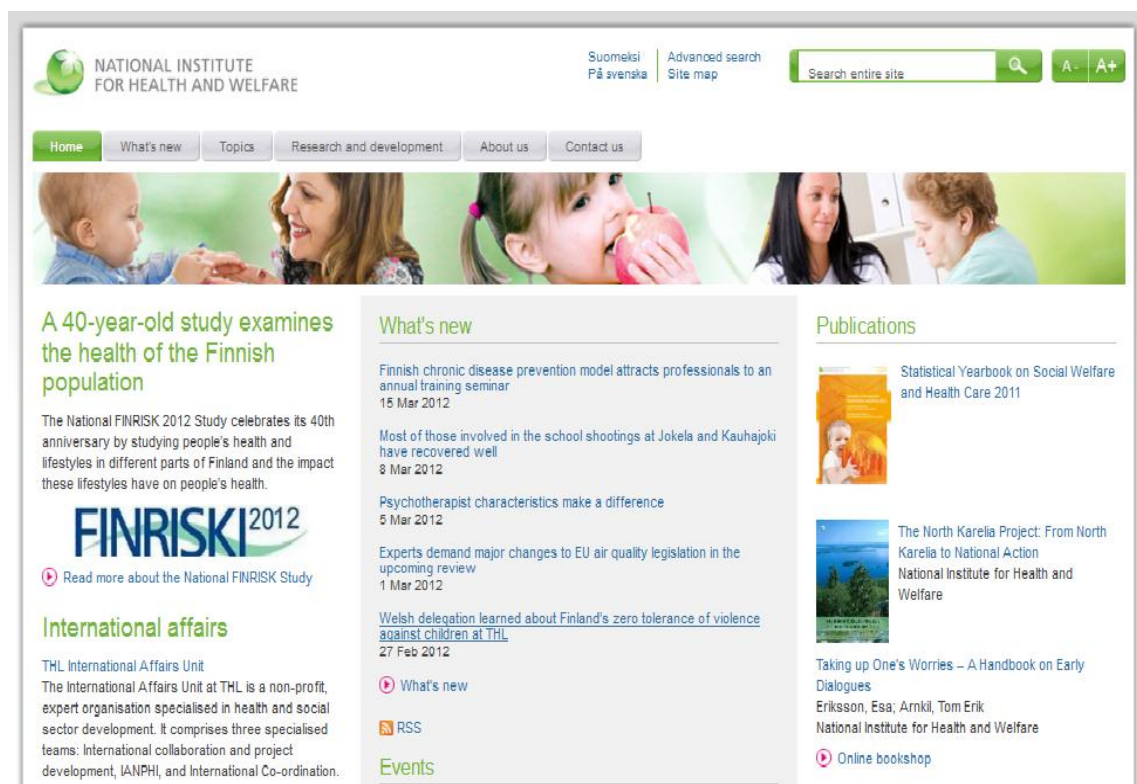 NATIONAL INSTITUTE
FOR HEALTH AND WELFARE
Suomeksi
På svenska
Advanced search
Site map
Search entire site
A- A+
Home
What's new
Topics
Research and development
About us
Contact us
A 40-year-old study examines
the health of the Finnish
population
The National FINRISK 2012 Study celebrates its 40th
anniversary by studying people's health and
lifestyles in different parts of Finland and the impact
these lifestyles have on people's health.
FINRISKI 2012
Read more about the National FINRISK Study
International affairs
THL International Affairs Unit
The International Affairs Unit at THL is a non-profit,
expert organisation specialised in health and social
sector development. It comprises three specialised
teams: International collaboration and project
development, IANPHI, and International Co-ordination.
What's new
Finnish chronic disease prevention model attracts professionals to an
annual training seminar
15 Mar 2012
Most of those involved in the school shootings at Jokela and Kauhajoki
have recovered well
8 Mar 2012
Psychotherapist characteristics make a difference
5 Mar 2012
Experts demand major changes to EU air quality legislation in the
upcoming review
1 Mar 2012
Welsh delegation learned about Finland's zero tolerance of violence
against children at THL
27 Feb 2012
What's new
RSS
Events
Publications
Statistical Yearbook on Social Welfare
and Health Care 2011
The North Karelia Project: From North
Karelia to National Action
National Institute for Health and
Welfare
Taking up One's Worries – A Handbook on Early
Dialogues
Eriksson, Esa; Arnkil, Tom Erik
National Institute for Health and Welfare
Online bookshop